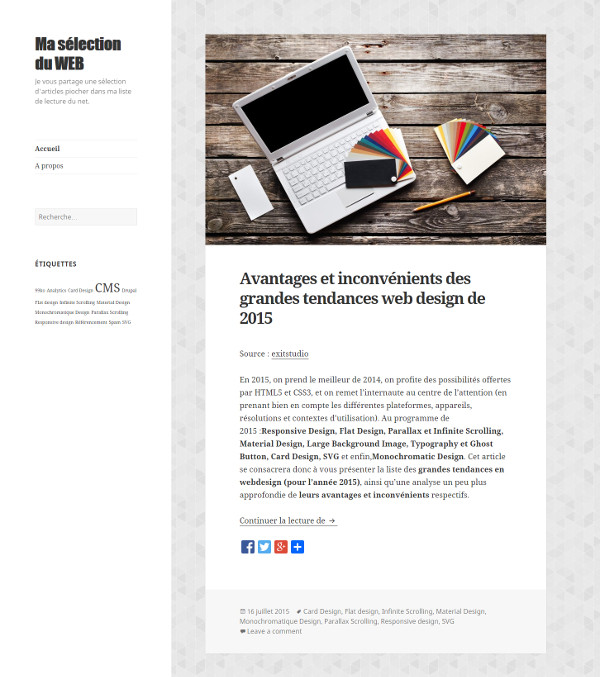 Ma sélection
du WEB
Je vous partage une sélection
d'articles piocher dans ma liste
de lecture du net.
Accueil
A propos
Recherche…
ÉTIQUETTES
Analytics Card Design CMS Drupal
Flat design Infinite Scrolling Material Design
Monochromatique Design Parallax Scrolling
Responsive design Référencement Spam SVG
Avantages et inconvénients des
grandes tendances web design de
2015
Source : exitstudio
En 2015, on prend le meilleur de 2014, on profite des possibilités offertes
par HTML5 et CSS3, et on remet l'internaute au centre de l'attention (en
prenant bien en compte les différentes plateformes, appareils,
résolutions et contextes d'utilisation). Au programme de
2015 :Responsive Design, Flat Design, Parallax et Infinite Scrolling,
Material Design, Large Background Image, Typography et Ghost
Button, Card Design, SVG et enfin,Monochromatic Design. Cet article
se consacrera donc à vous présenter la liste des grandes tendances en
webdesign (pour l'année 2015), ainsi qu'une analyse un peu plus
approfondie de leurs avantages et inconvénients respectifs.
Continuer la lecture de →
16 juillet 2015 Card Design, Flat design, Infinite Scrolling, Material Design,
Monochromatique Design, Parallax Scrolling, Responsive design, SVG
Leave a comment